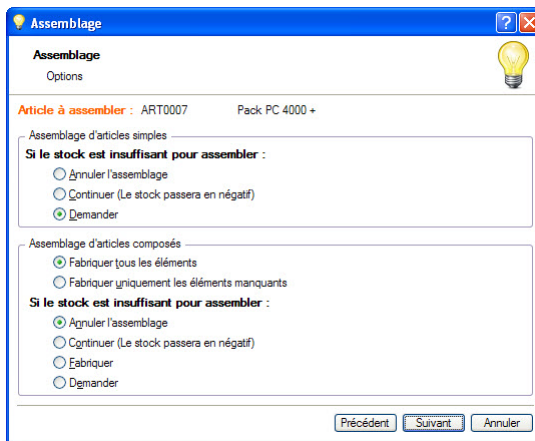 Assemblage
Assemblage
Options
Article à assembler : ART0007 Pack PC 4000 +
Assemblage d'articles simples
Si le stock est insuffisant pour assembler :
Annuler l'assemblage
Continuer (Le stock passera en négatif)
Demander
Assemblage d'articles composés
Fabriquer tous les éléments
Fabriquer uniquement les éléments manquants
Si le stock est insuffisant pour assembler :
Annuler l'assemblage
Continuer (Le stock passera en négatif)
Fabriquer
Demander
Précédent Suivant Annuler